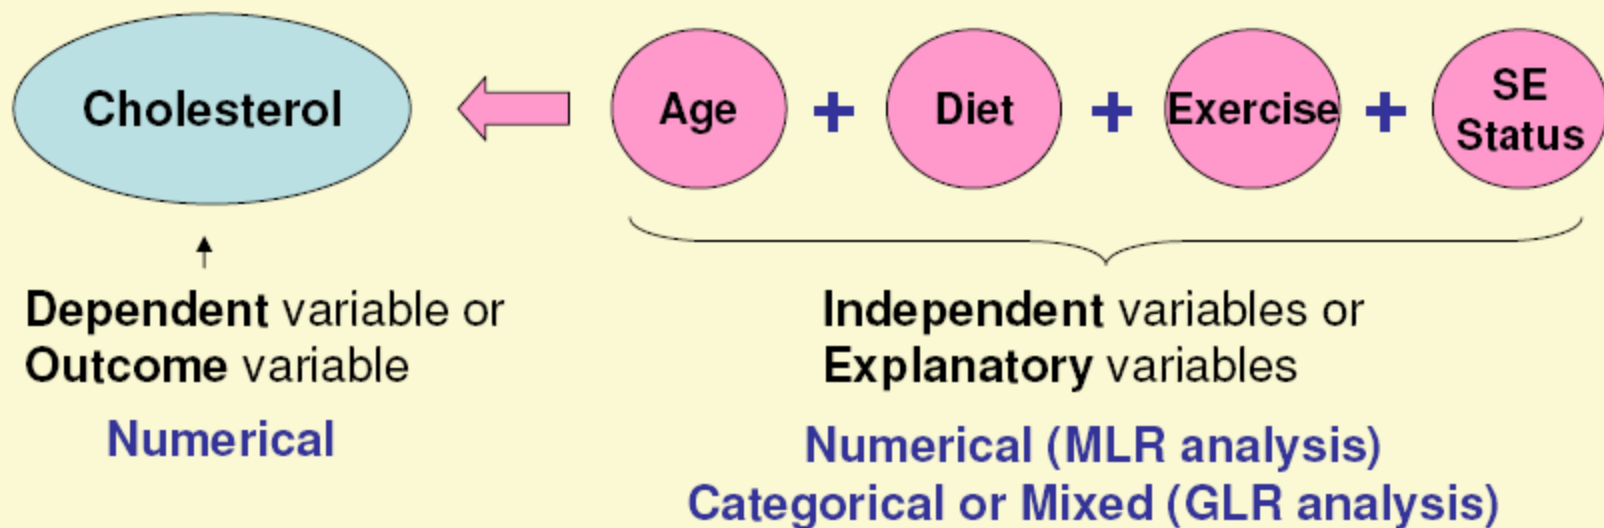 Cholesterol
Age + Diet + Exercise + SE Status
Dependent variable or
Outcome variable
Numerical
Independent variables or
Explanatory variables
Numerical (MLR analysis)
Categorical or Mixed (GLR analysis)